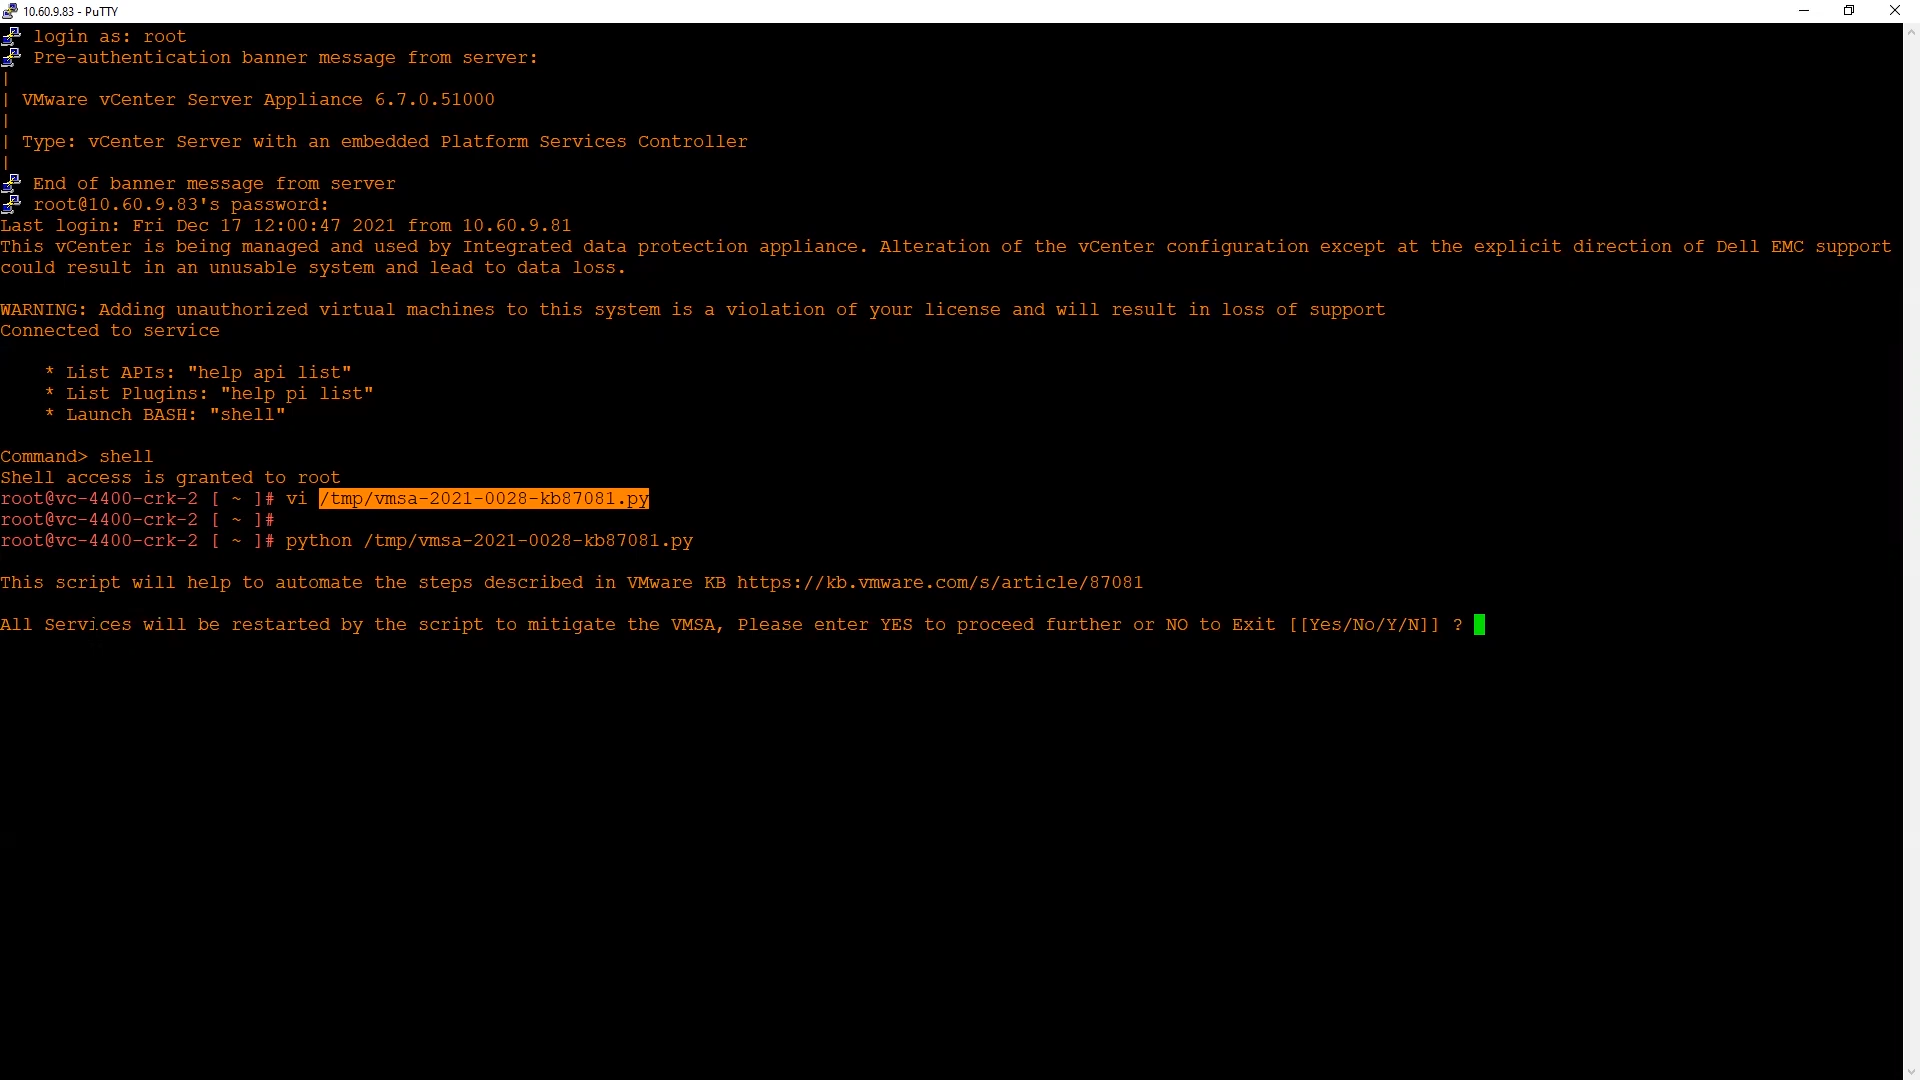 10.60.9.83 - PuTTY
login as: root
Pre-authentication banner message from server:
|
| VMware vCenter Server Appliance 6.7.0.51000
|
| Type: vCenter Server with an embedded Platform Services Controller
|
End of banner message from server
root@10.60.9.83's password:
Last login: Fri Dec 17 12:00:47 2021 from 10.60.9.81
This vCenter is being managed and used by Integrated data protection appliance. Alteration of the vCenter configuration except at the explicit direction of Dell EMC support
could result in an unusable system and lead to data loss.
WARNING: Adding unauthorized virtual machines to this system is a violation of your license and will result in loss of support
Connected to service
* List APIs: "help api list"
* List Plugins: "help pi list"
* Launch BASH: "shell"
Command> shell
Shell access is granted to root
root@vc-4400-crk-2 [ ~ ]# vi /tmp/vmsa-2021-0028-kb87081.py
root@vc-4400-crk-2 [ ~ ]#
root@vc-4400-crk-2 [ ~ ]# python /tmp/vmsa-2021-0028-kb87081.py
This script will help to automate the steps described in VMware KB https://kb.vmware.com/s/article/87081
All Services will be restarted by the script to mitigate the VMSA, Please enter YES to proceed further or NO to Exit [[Yes/No/Y/N]] ?